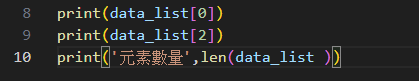 8 print(data_list[0])
9 print(data_list[2])
10 print('元素數量',len(data_list ))